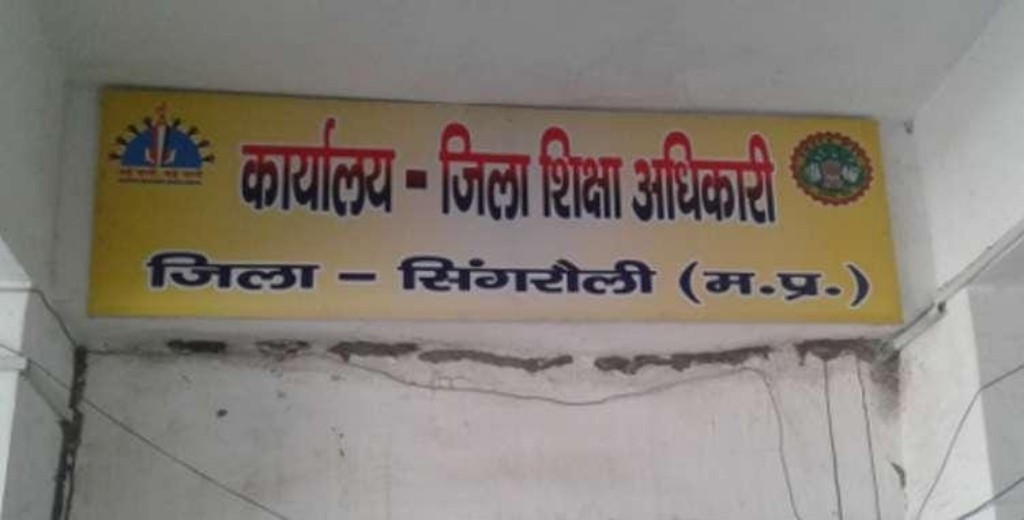 कार्यालय - जिला शिक्षा अधिकारी
जिला - सिंगरौली (म.प्र.)